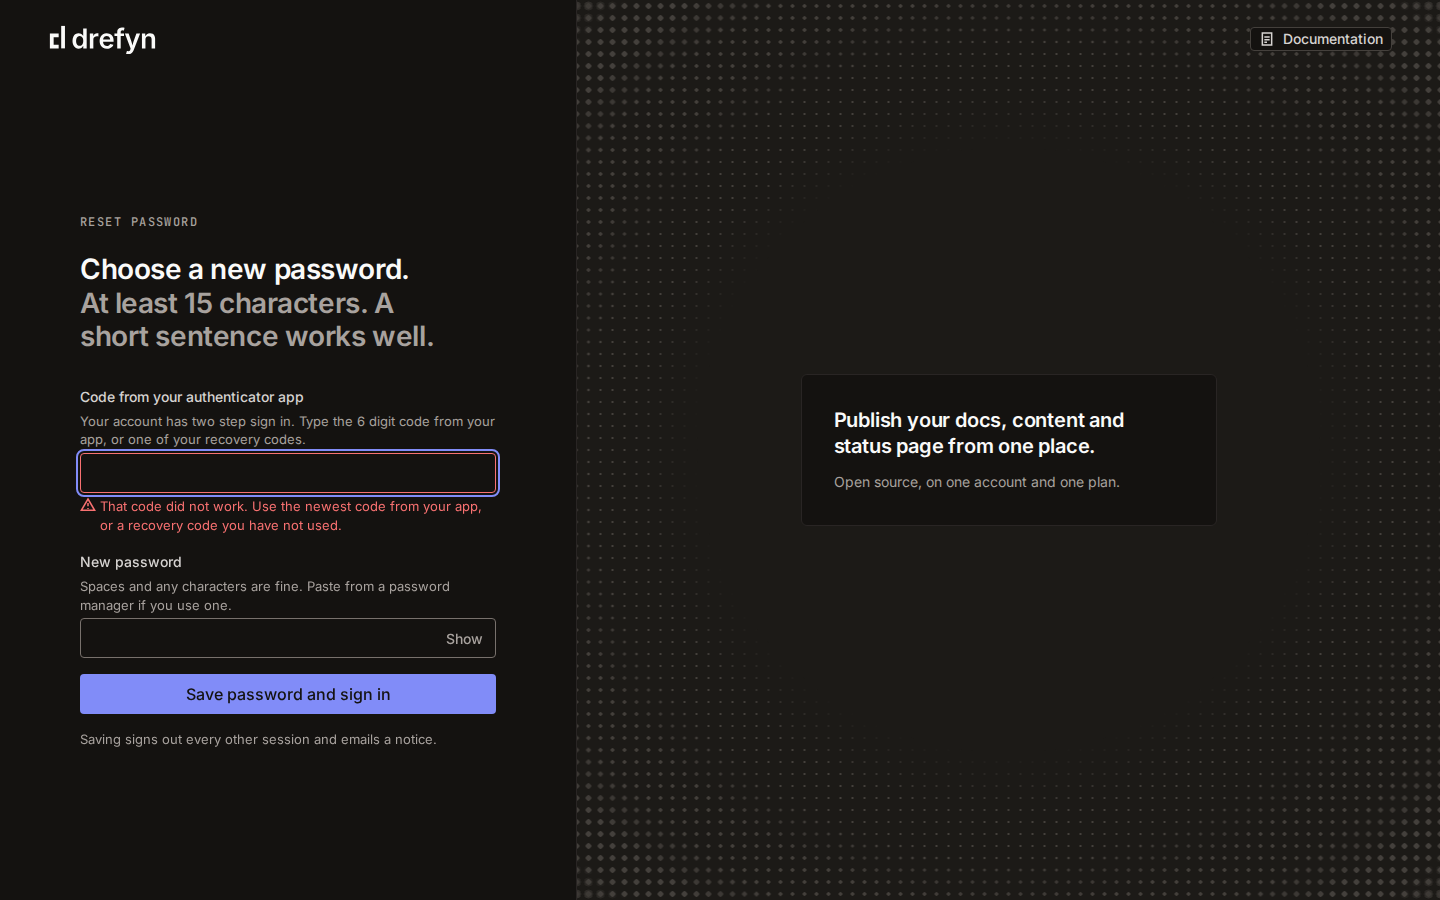 drefyn
Documentation
RESET PASSWORD
Choose a new password.
At least 15 characters. A
short sentence works well.
Code from your authenticator app
Your account has two step sign in. Type the 6 digit code from your
app, or one of your recovery codes.
That code did not work. Use the newest code from your app,
or a recovery code you have not used.
New password
Spaces and any characters are fine. Paste from a password
manager if you use one.
Show
Save password and sign in
Saving signs out every other session and emails a notice.
Publish your docs, content and
status page from one place.
Open source, on one account and one plan.